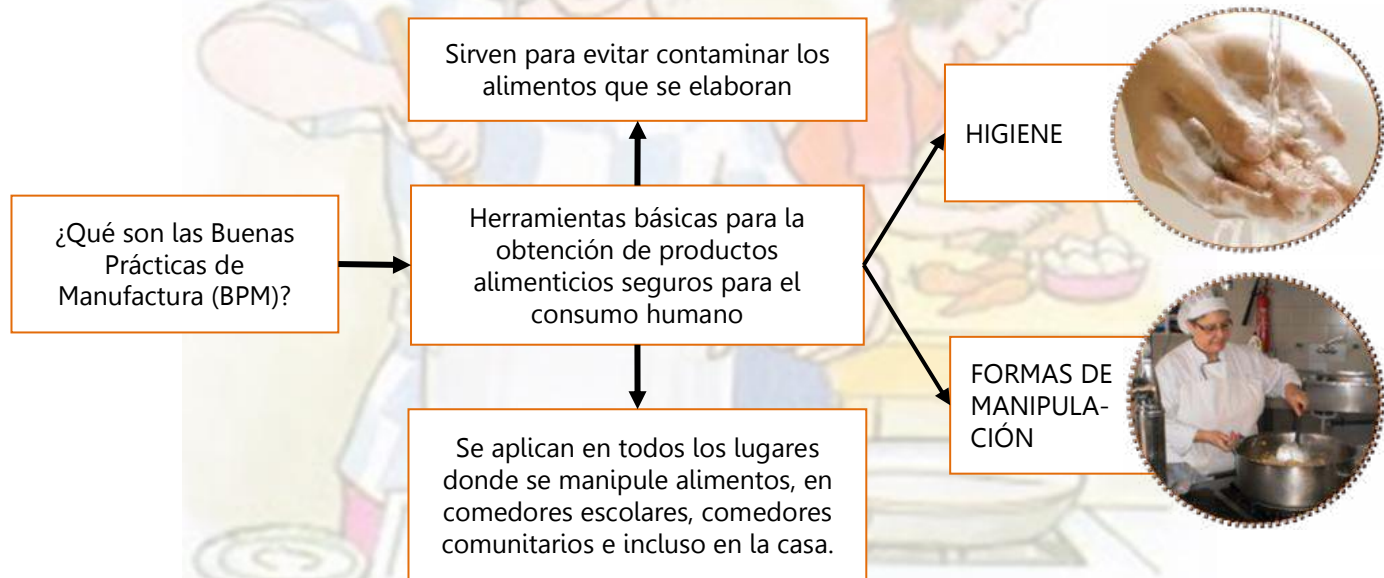 Sirven para evitar contaminar los
alimentos que se elaboran
HIGIENE
¿Qué son las Buenas
Prácticas de
Manufactura (BPM)?
Herramientas básicas para la
obtención de productos
alimenticios seguros para el
consumo humano
FORMAS DE
MANIPULA-
CIÓN
Se aplican en todos los lugares
donde se manipule alimentos, en
comedores escolares, comedores
comunitarios e incluso en la casa.